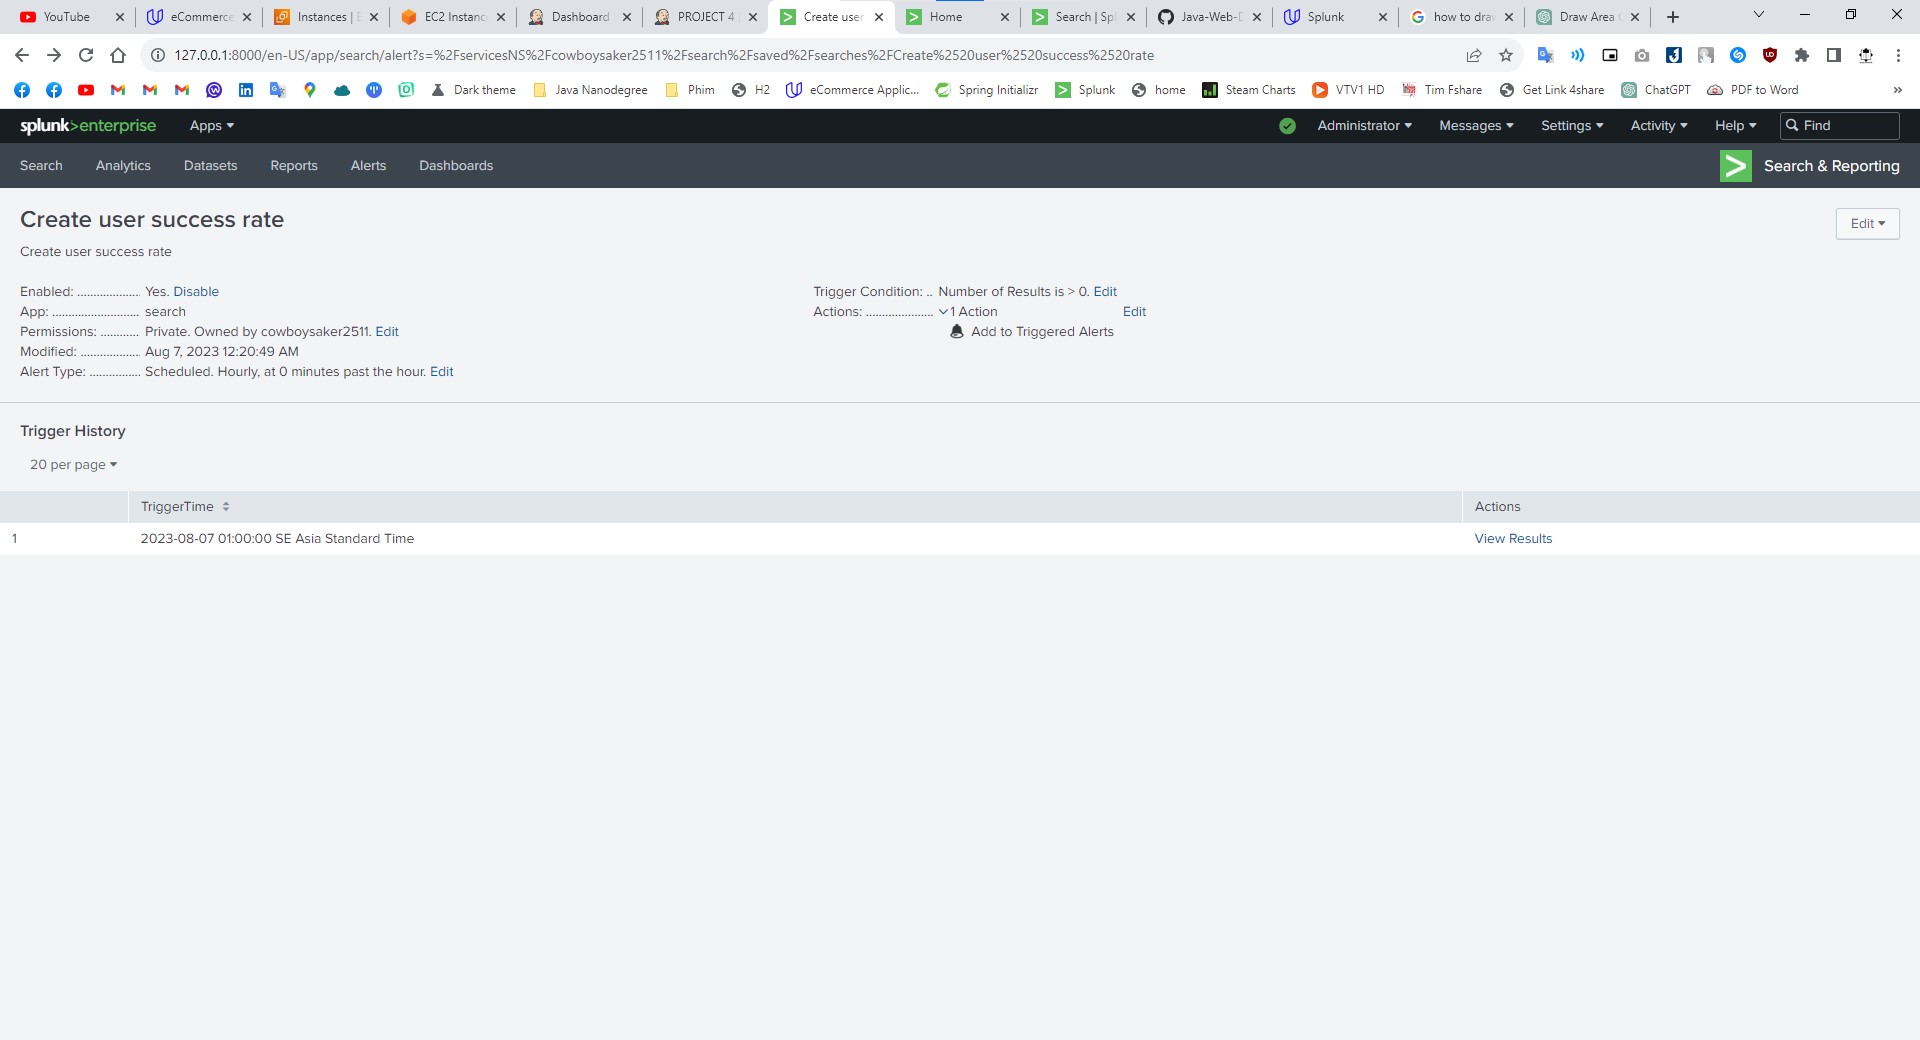 YouTube
eCommerce
Instances | E
EC2 Instanc
Dashboard
PROJECT 4
Create user
Home
Search | Spl
Java-Web-D
Splunk
how to draw
Draw Area C
127.0.0.1:8000/en-US/app/search/alert?s=%2FservicesNS%2Fcowboysaker2511%2Fsearch%2Fsaved%2Fsearches%2FCreate%2520user%2520success%2520rate
Dark theme
Java Nanodegree
Phim
H2
eCommerce Applic...
Spring Initializr
Splunk
home
Steam Charts
VTV1 HD
Tim Fshare
Get Link 4share
ChatGPT
PDF to Word
»
splunk>enterprise Apps
Administrator Messages Settings Activity Help Find
Search Analytics Datasets Reports Alerts Dashboards
Search & Reporting
Create user success rate
Edit
Create user success rate
Enabled: ................... Yes. Disable
App: .......................... search
Permissions: ............ Private. Owned by cowboysaker2511. Edit
Modified: .................. Aug 7, 2023 12:20:49 AM
Alert Type: ............... Scheduled. Hourly, at 0 minutes past the hour. Edit
Trigger Condition: .. Number of Results is > 0. Edit
Actions: .................... 1 Action Edit
Add to Triggered Alerts
Trigger History
20 per page
TriggerTime Actions
1 2023-08-07 01:00:00 SE Asia Standard Time View Results